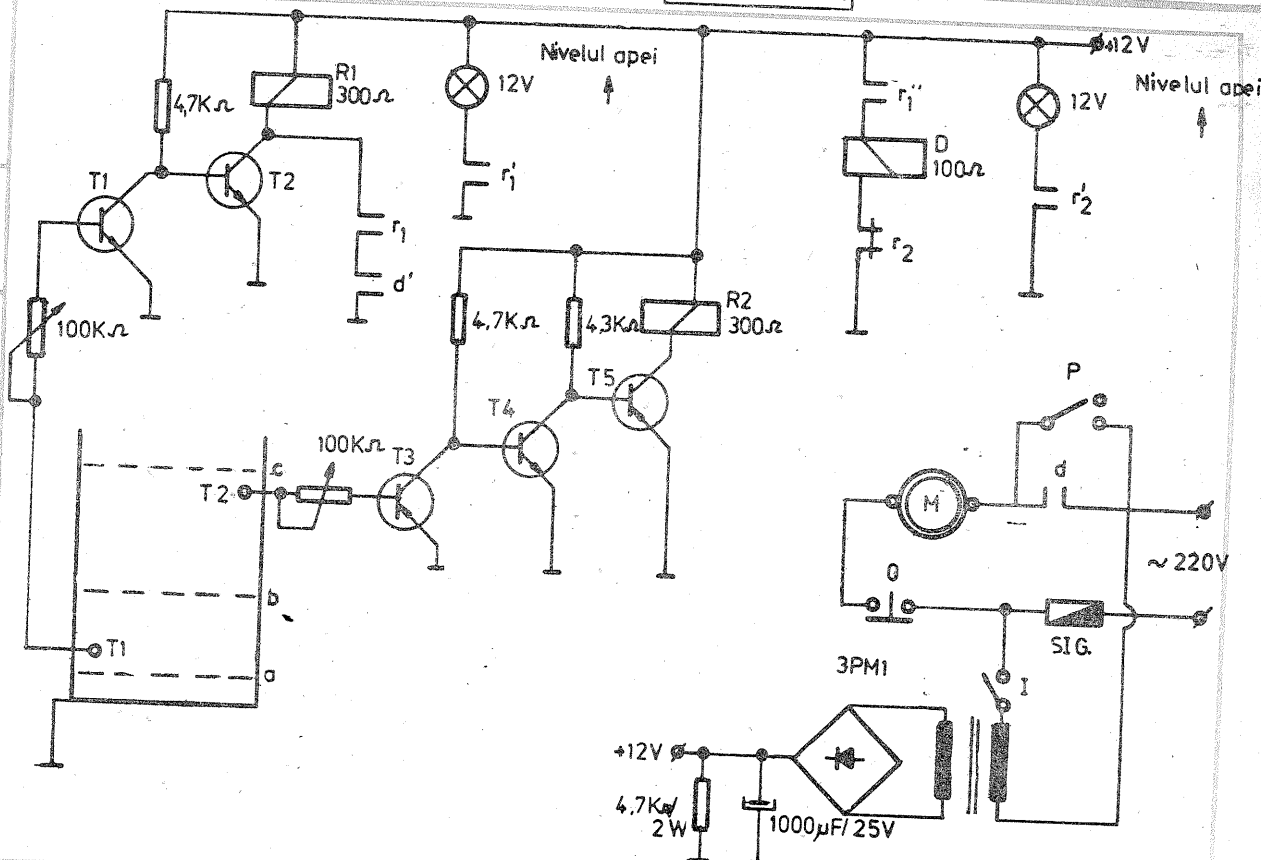 Nivelul apei
+12V
Nivelul apei
R1
300Ω
4,7KΩ
12V
r₁''
12V
D
100Ω
T1
T2
r₁'
r₂'
r₁
r₂
d'
100KΩ
4,7KΩ
4,3KΩ
R2
300Ω
T5
P
T4
100KΩ
T3
c
T2
d
M
~220V
O
b
SIG.
T1
a
3PM1
I
+12V
4,7KΩ/
2W
1000µF/25V